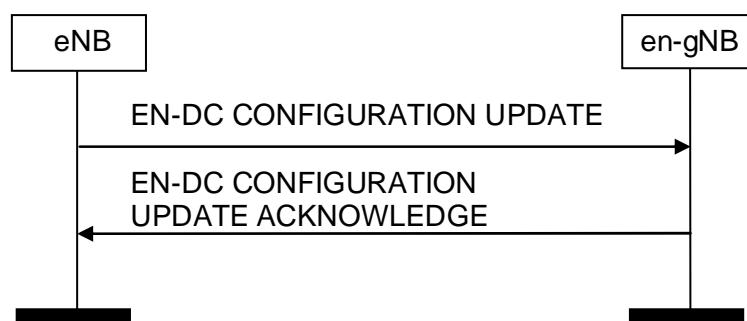 eNB
en-gNB
EN-DC CONFIGURATION UPDATE
EN-DC CONFIGURATION
UPDATE ACKNOWLEDGE